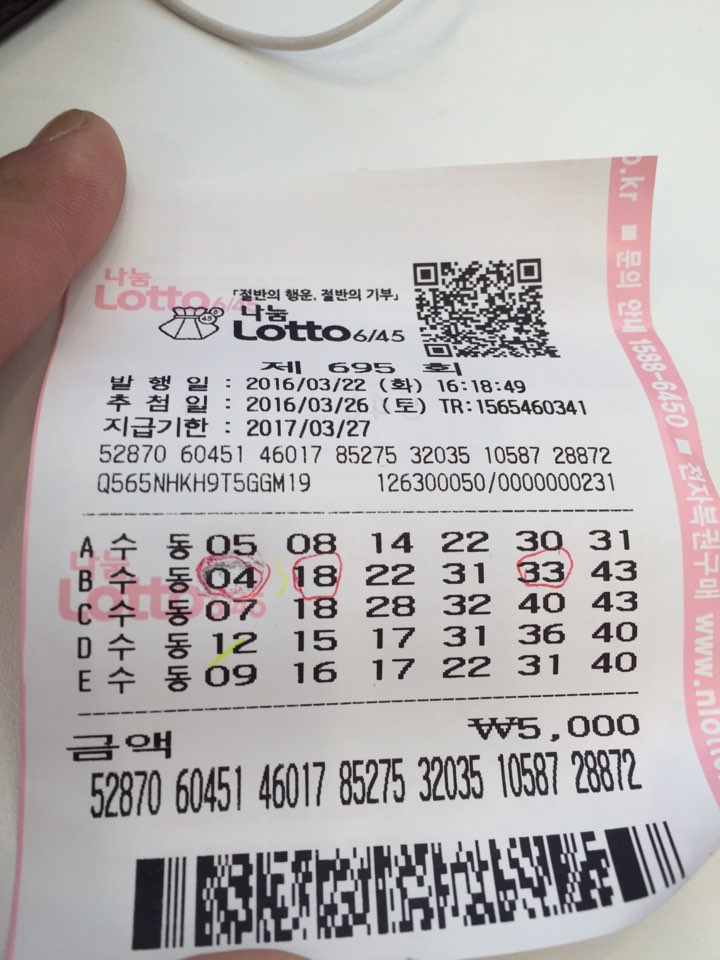 나눔
Lotto 6/45
「절반의 행운, 절반의 기부」
나눔
Lotto 6/45
제 695 회
발 행 일 : 2016/03/22 (화) 16:18:49
추 첨 일 : 2016/03/26 (토) TR:1565460341
지급기한 : 2017/03/27
52870 60451 46017 85275 32035 10587 28872
Q565NHKH9T5GGM19 126300050/0000000231
A 수 동 05 08 14 22 30 31
B 수 동 04 18 22 31 33 43
C 수 동 07 18 28 32 40 43
D 수 동 12 15 17 31 36 40
E 수 동 09 16 17 22 31 40
금액 ₩5,000
52870 60451 46017 85275 32035 10587 28872
o.kr ■ 문의 안내 1588-6450 ■ 전자복권구매 www.nlotto
Lotto 6/45